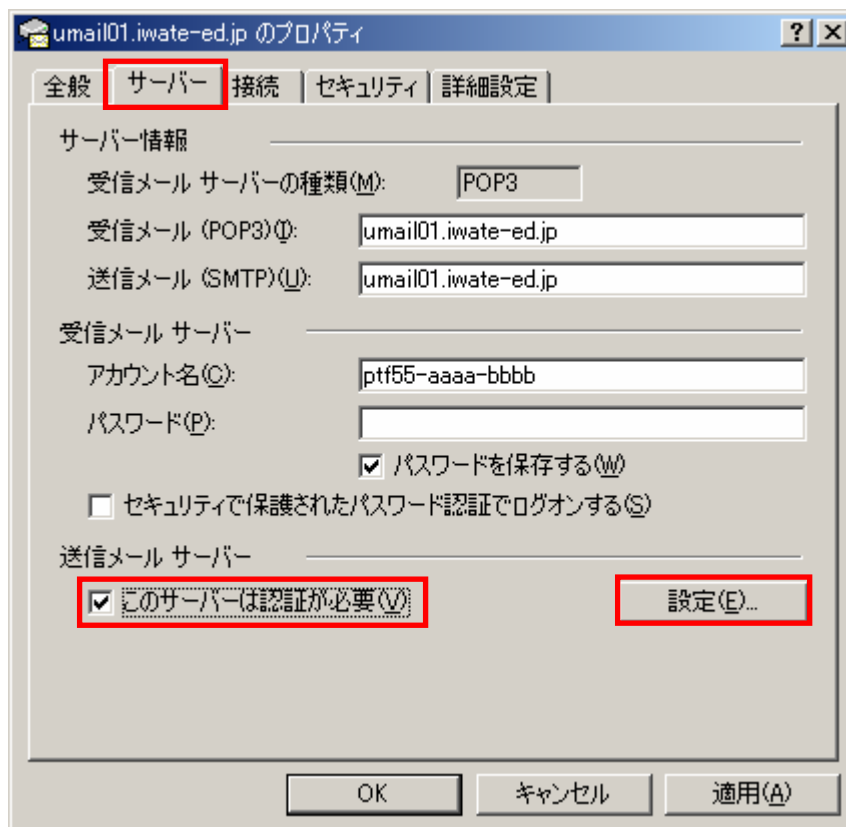 umail01.iwate-ed.jp のプロパティ
全般 サーバー 接続 セキュリティ 詳細設定
サーバー情報
受信メール サーバーの種類(M): POP3
受信メール (POP3)(I): umail01.iwate-ed.jp
送信メール (SMTP)(U): umail01.iwate-ed.jp
受信メール サーバー
アカウント名(C): ptf55-aaaa-bbbb
パスワード(P):
パスワードを保存する(W)
セキュリティで保護されたパスワード認証でログオンする(S)
送信メール サーバー
このサーバーは認証が必要(V) 設定(E)...
OK キャンセル 適用(A)